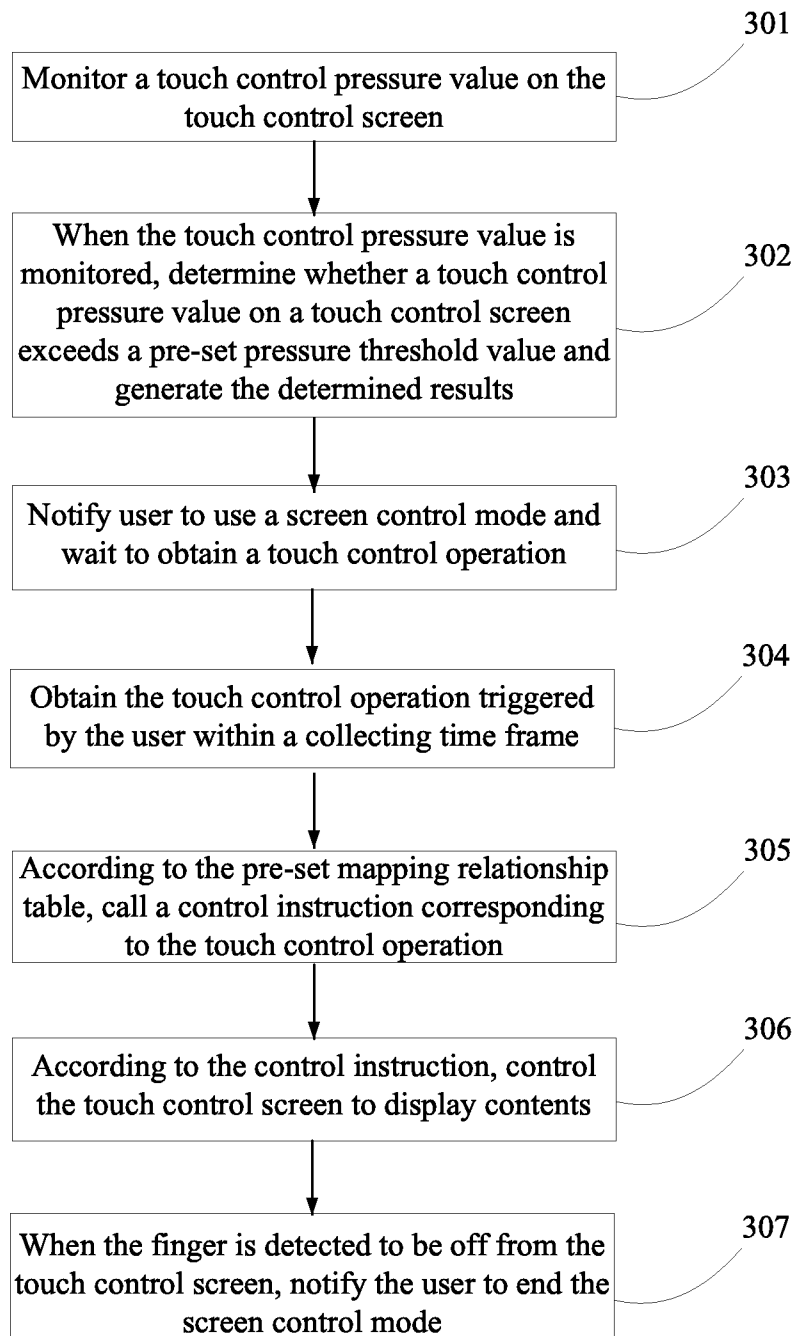 301
Monitor a touch control pressure value on the
touch control screen
302
When the touch control pressure value is
monitored, determine whether a touch control
pressure value on a touch control screen
exceeds a pre-set pressure threshold value and
generate the determined results
303
Notify user to use a screen control mode and
wait to obtain a touch control operation
304
Obtain the touch control operation triggered
by the user within a collecting time frame
305
According to the pre-set mapping relationship
table, call a control instruction corresponding
to the touch control operation
306
According to the control instruction, control
the touch control screen to display contents
307
When the finger is detected to be off from the
touch control screen, notify the user to end the
screen control mode